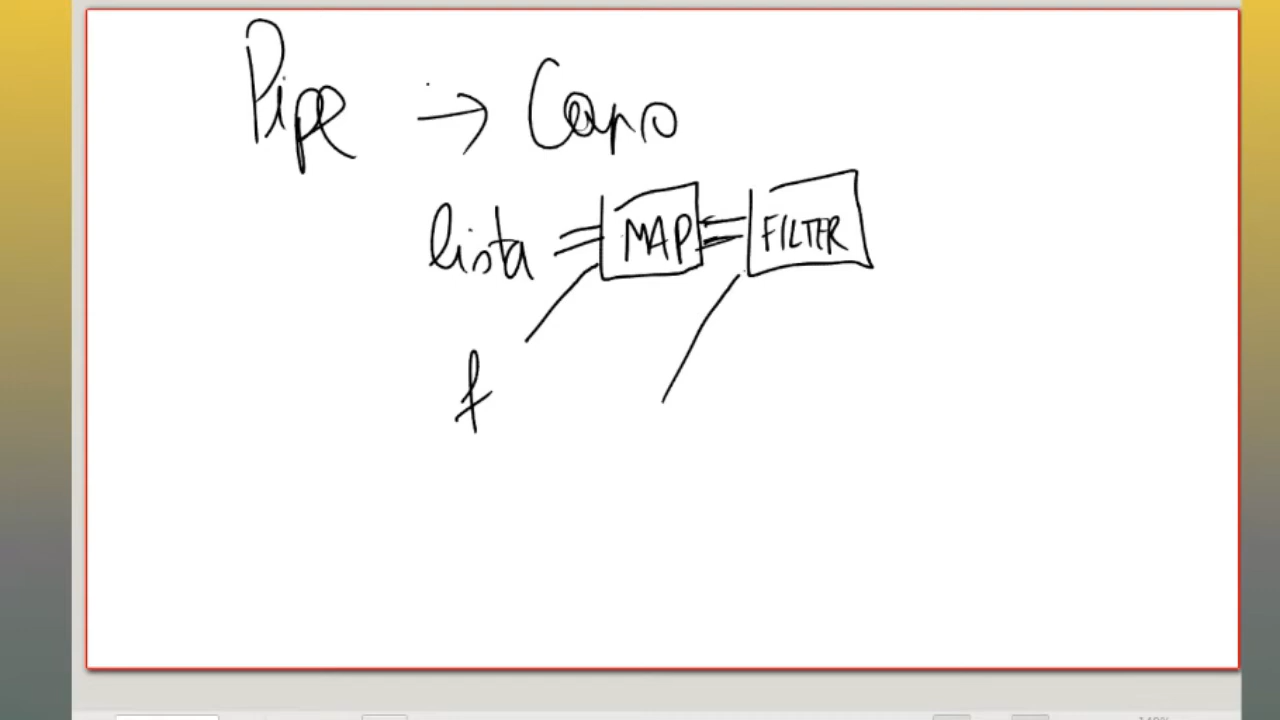 Pipe → Cano
lista = MAP = FILTER
f